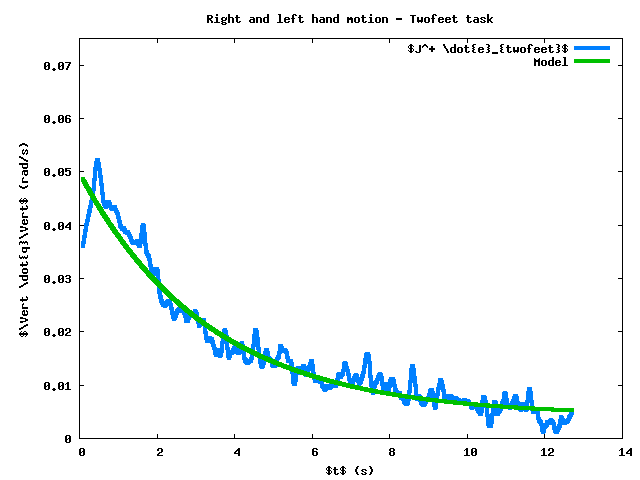 Right and left hand motion - Twofeet task
$J^+ \dot{e}_{twofeet}$
Model
0.07
0.06
0.05
0.04
0.03
0.02
0.01
0
$\Vert \dot{q}\Vert$ (rad/s)
0 2 4 6 8 10 12 14
$t$ (s)